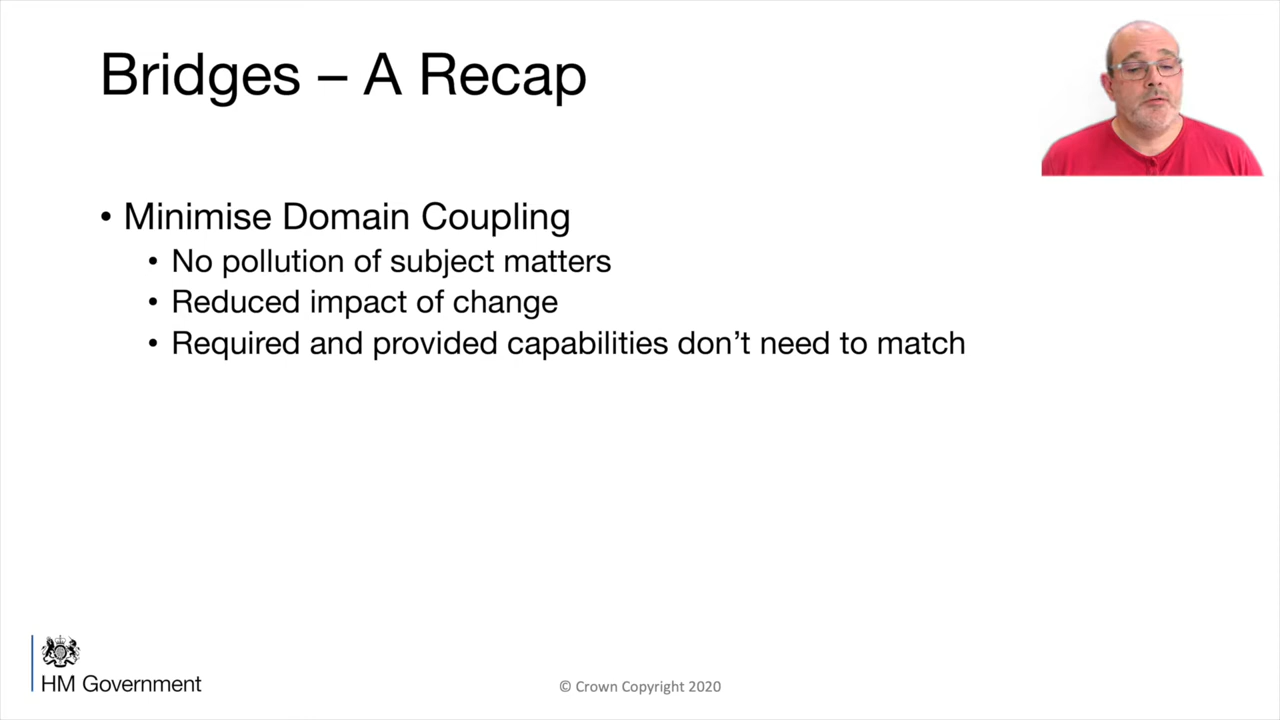 Bridges – A Recap
• Minimise Domain Coupling
• No pollution of subject matters
• Reduced impact of change
• Required and provided capabilities don’t need to match
HM Government
© Crown Copyright 2020